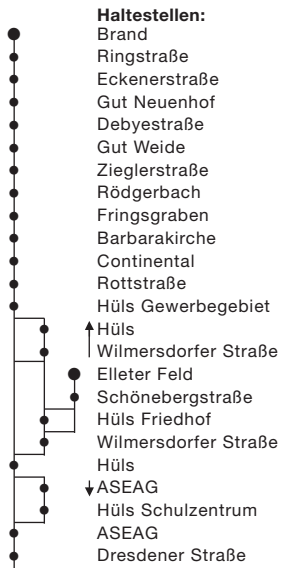 Haltestellen:
Brand
Ringstraße
Eckenerstraße
Gut Neuenhof
Debyestraße
Gut Weide
Zieglerstraße
Rödgerbach
Fringsgraben
Barbarakirche
Continental
Rottstraße
Hüls Gewerbegebiet
Hüls
Wilmersdorfer Straße
Elleter Feld
Schönebergstraße
Hüls Friedhof
Wilmersdorfer Straße
Hüls
ASEAG
Hüls Schulzentrum
ASEAG
Dresdener Straße